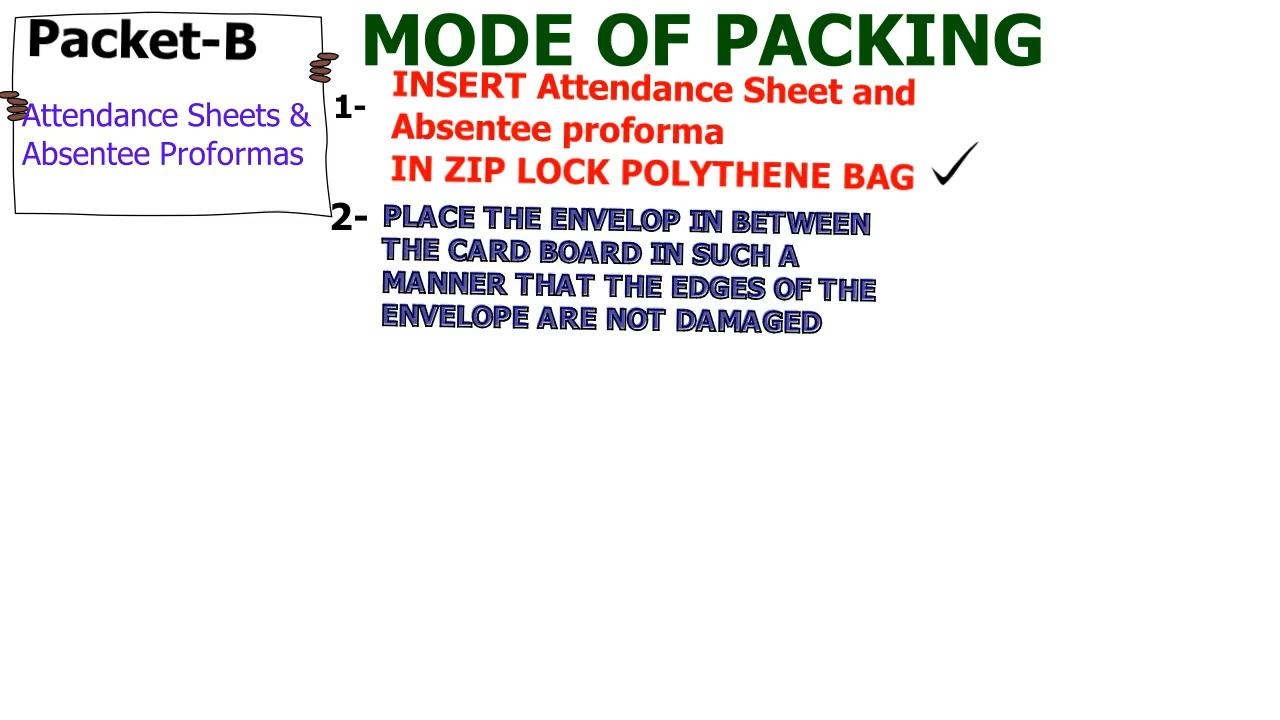 Packet-B
Attendance Sheets &
Absentee Proformas
MODE OF PACKING
1-
INSERT Attendance Sheet and
Absentee proforma
IN ZIP LOCK POLYTHENE BAG
2-
PLACE THE ENVELOP IN BETWEEN
THE CARD BOARD IN SUCH A
MANNER THAT THE EDGES OF THE
ENVELOPE ARE NOT DAMAGED